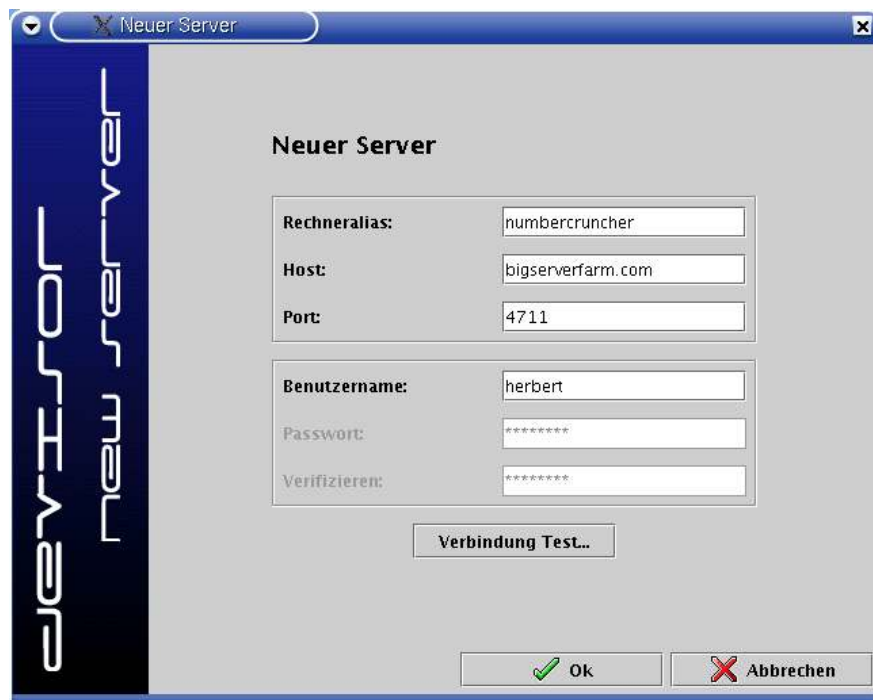 Neuer Server
devisor
new server
Neuer Server
Rechneralias: numbercruncher
Host: bigserverfarm.com
Port: 4711
Benutzername: herbert
Passwort: ********
Verifizieren: ********
Verbindung Test...
Ok Abbrechen